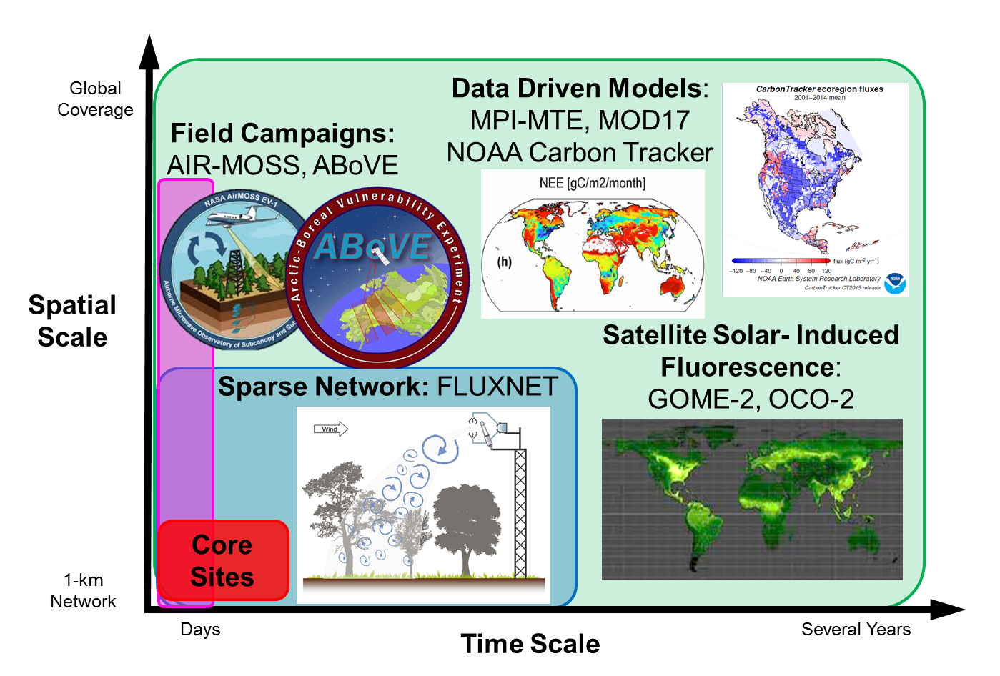 Global
Coverage
Field Campaigns:
AIR-MOSS, ABoVE
Data Driven Models:
MPI-MTE, MOD17
NOAA Carbon Tracker
CarbonTracker ecoregion fluxes
2001–2014 mean
−120 −80 −40 0 40 80 120
flux (gC m−2 yr−1)
NOAA Earth System Research Laboratory
CarbonTracker CT2015 release
NOAA
NEE [gC/m2/month]
(h)
NASA AirMOSS EV-1
Airborne Microwave Observatory of Subcanopy and Sub
Arctic-Boreal Vulnerability Experiment
ABoVE
Spatial
Scale
Satellite Solar- Induced
Fluorescence:
GOME-2, OCO-2
Sparse Network: FLUXNET
Wind
Core
Sites
1-km
Network
Days
Time Scale
Several Years